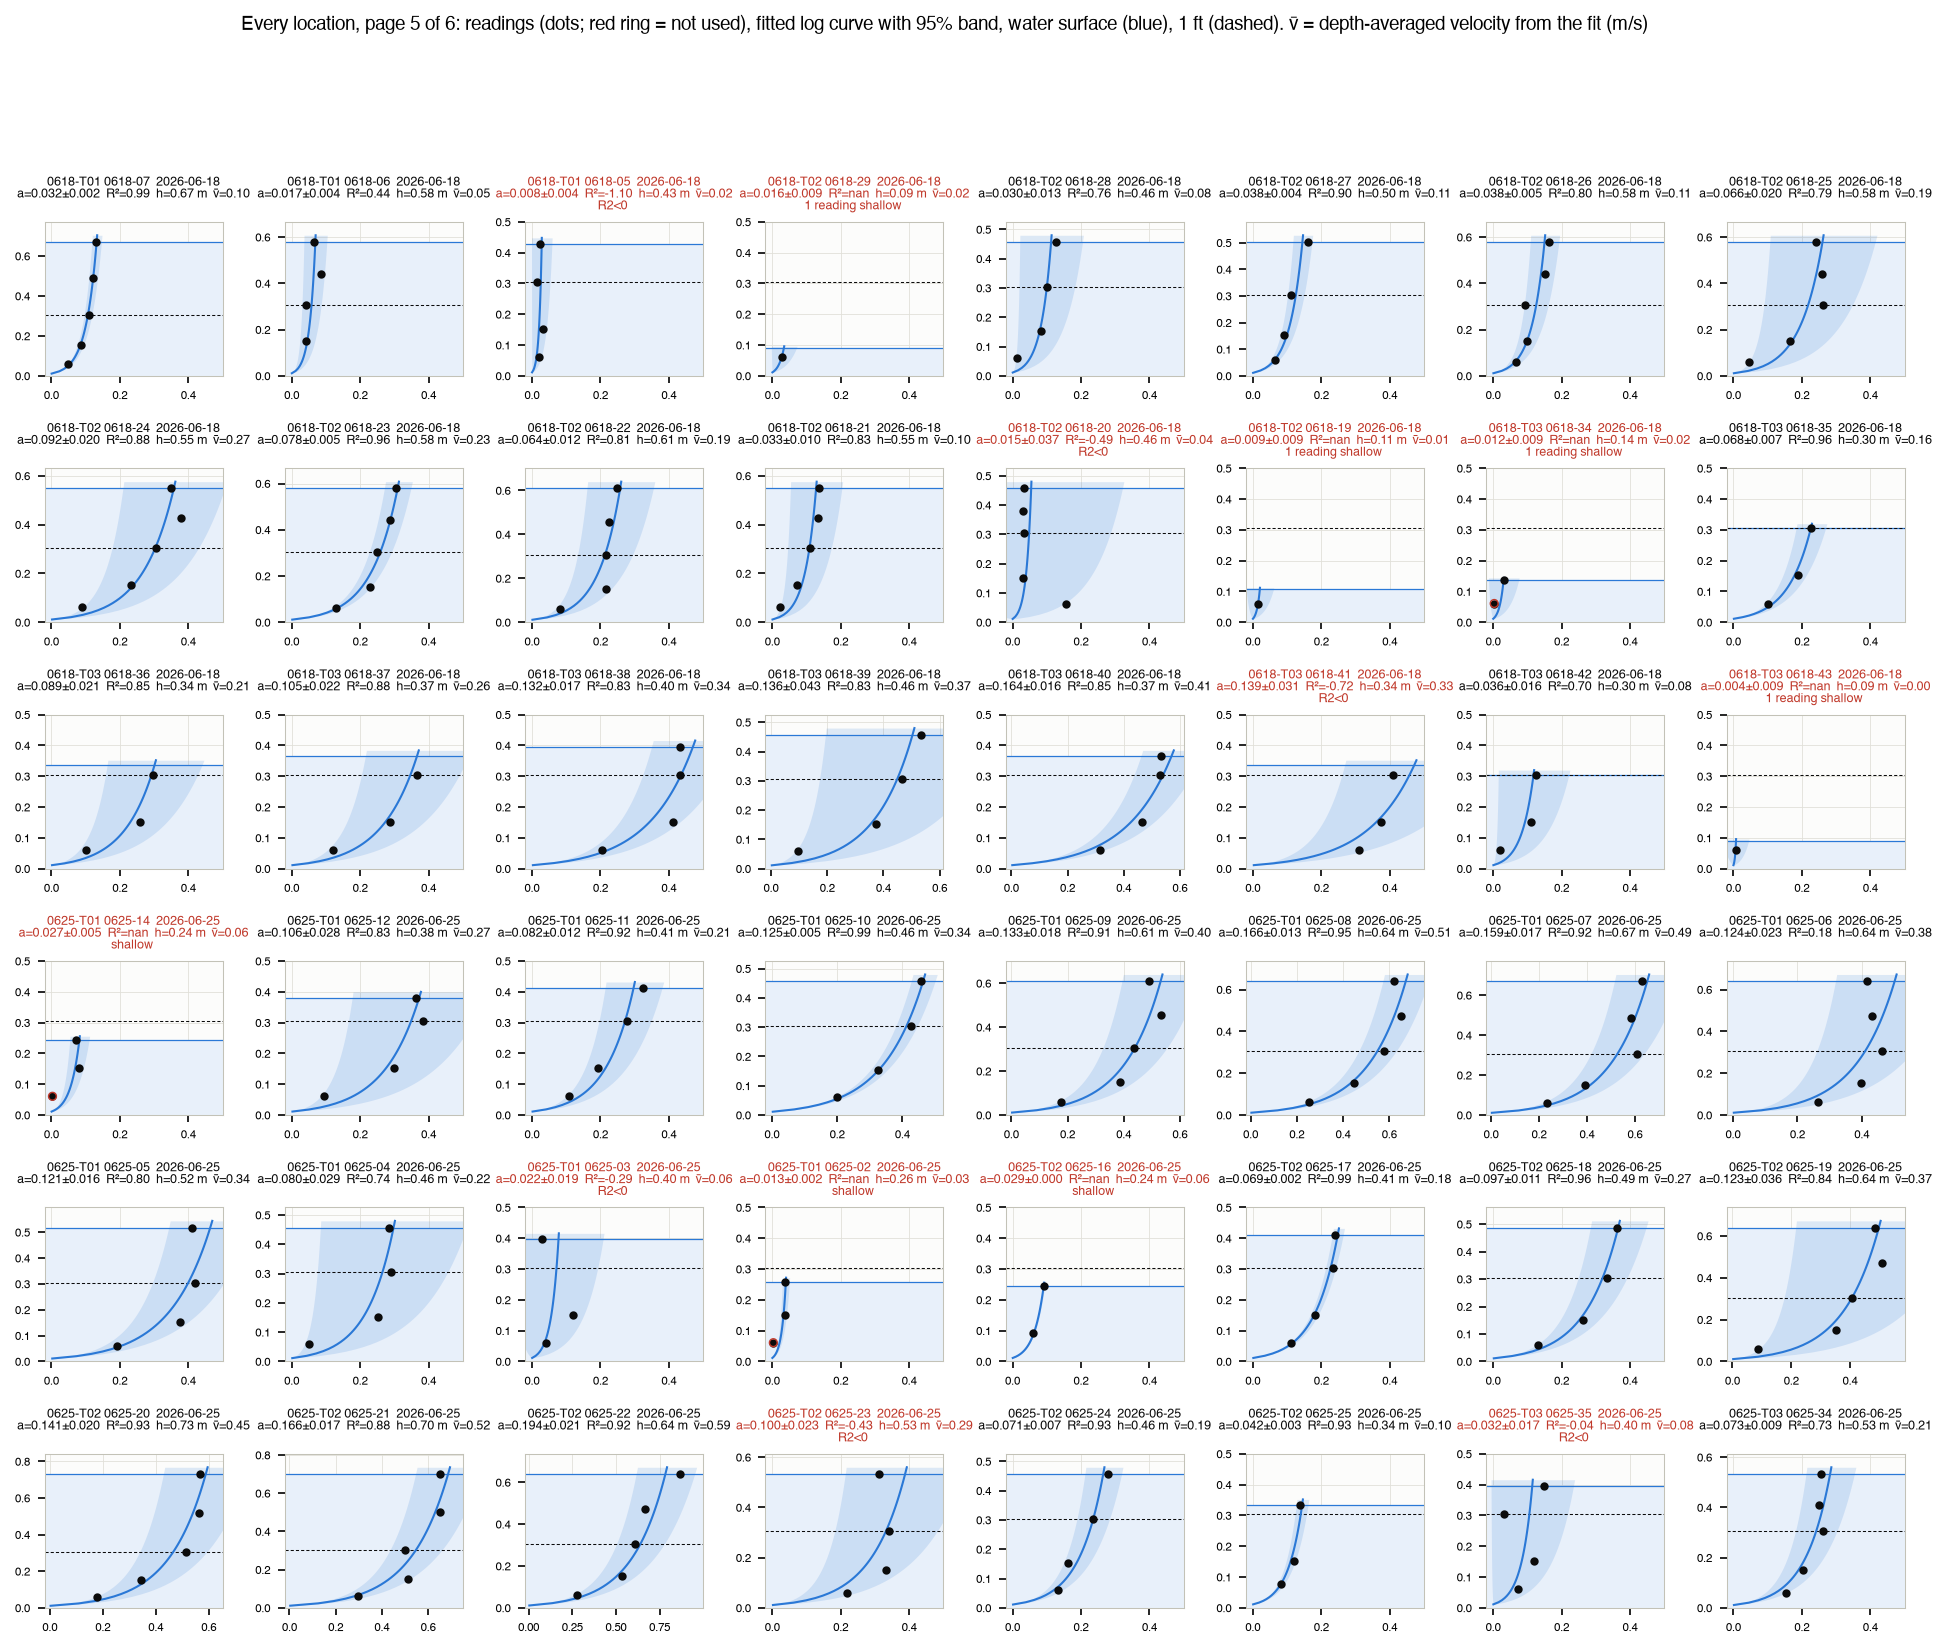 Every location, page 5 of 6: readings (dots; red ring = not used), fitted log curve with 95% band, water surface (blue), 1 ft (dashed). v̄ = depth-averaged velocity from the fit (m/s)
0618-T01 0618-07 2026-06-18
a=0.032±0.002 R²=0.99 h=0.67 m v̄=0.10
0618-T01 0618-06 2026-06-18
a=0.017±0.004 R²=0.44 h=0.58 m v̄=0.05
0618-T01 0618-05 2026-06-18
a=0.008±0.004 R²=-1.10 h=0.43 m v̄=0.02
R2<0
0618-T02 0618-29 2026-06-18
a=0.016±0.009 R²=nan h=0.09 m v̄=0.02
1 reading shallow
0618-T02 0618-28 2026-06-18
a=0.030±0.013 R²=0.76 h=0.46 m v̄=0.08
0618-T02 0618-27 2026-06-18
a=0.038±0.004 R²=0.90 h=0.50 m v̄=0.11
0618-T02 0618-26 2026-06-18
a=0.038±0.005 R²=0.80 h=0.58 m v̄=0.11
0618-T02 0618-25 2026-06-18
a=0.066±0.020 R²=0.79 h=0.58 m v̄=0.19
0618-T02 0618-24 2026-06-18
a=0.092±0.020 R²=0.88 h=0.55 m v̄=0.27
0618-T02 0618-23 2026-06-18
a=0.078±0.005 R²=0.96 h=0.58 m v̄=0.23
0618-T02 0618-22 2026-06-18
a=0.064±0.012 R²=0.81 h=0.61 m v̄=0.19
0618-T02 0618-21 2026-06-18
a=0.033±0.010 R²=0.83 h=0.55 m v̄=0.10
0618-T02 0618-20 2026-06-18
a=0.015±0.037 R²=-0.49 h=0.46 m v̄=0.04
R2<0
0618-T02 0618-19 2026-06-18
a=0.009±0.009 R²=nan h=0.11 m v̄=0.01
1 reading shallow
0618-T03 0618-34 2026-06-18
a=0.012±0.009 R²=nan h=0.14 m v̄=0.02
1 reading shallow
0618-T03 0618-35 2026-06-18
a=0.068±0.007 R²=0.96 h=0.30 m v̄=0.16
0618-T03 0618-36 2026-06-18
a=0.089±0.021 R²=0.85 h=0.34 m v̄=0.21
0618-T03 0618-37 2026-06-18
a=0.105±0.022 R²=0.88 h=0.37 m v̄=0.26
0618-T03 0618-38 2026-06-18
a=0.132±0.017 R²=0.83 h=0.40 m v̄=0.34
0618-T03 0618-39 2026-06-18
a=0.136±0.043 R²=0.83 h=0.46 m v̄=0.37
0618-T03 0618-40 2026-06-18
a=0.164±0.016 R²=0.85 h=0.37 m v̄=0.41
0618-T03 0618-41 2026-06-18
a=0.139±0.031 R²=-0.72 h=0.34 m v̄=0.33
R2<0
0618-T03 0618-42 2026-06-18
a=0.036±0.016 R²=0.70 h=0.30 m v̄=0.08
0618-T03 0618-43 2026-06-18
a=0.004±0.009 R²=nan h=0.09 m v̄=0.00
1 reading shallow
0625-T01 0625-14 2026-06-25
a=0.027±0.005 R²=nan h=0.24 m v̄=0.06
shallow
0625-T01 0625-12 2026-06-25
a=0.106±0.028 R²=0.83 h=0.38 m v̄=0.27
0625-T01 0625-11 2026-06-25
a=0.082±0.012 R²=0.92 h=0.41 m v̄=0.21
0625-T01 0625-10 2026-06-25
a=0.125±0.005 R²=0.99 h=0.46 m v̄=0.34
0625-T01 0625-09 2026-06-25
a=0.133±0.018 R²=0.91 h=0.61 m v̄=0.40
0625-T01 0625-08 2026-06-25
a=0.166±0.013 R²=0.95 h=0.64 m v̄=0.51
0625-T01 0625-07 2026-06-25
a=0.159±0.017 R²=0.92 h=0.67 m v̄=0.49
0625-T01 0625-06 2026-06-25
a=0.124±0.023 R²=0.18 h=0.64 m v̄=0.38
0625-T01 0625-05 2026-06-25
a=0.121±0.016 R²=0.80 h=0.52 m v̄=0.34
0625-T01 0625-04 2026-06-25
a=0.080±0.029 R²=0.74 h=0.46 m v̄=0.22
0625-T01 0625-03 2026-06-25
a=0.022±0.019 R²=-0.29 h=0.40 m v̄=0.06
R2<0
0625-T01 0625-02 2026-06-25
a=0.013±0.002 R²=nan h=0.26 m v̄=0.03
shallow
0625-T02 0625-16 2026-06-25
a=0.029±0.000 R²=nan h=0.24 m v̄=0.06
shallow
0625-T02 0625-17 2026-06-25
a=0.069±0.002 R²=0.99 h=0.41 m v̄=0.18
0625-T02 0625-18 2026-06-25
a=0.097±0.011 R²=0.96 h=0.49 m v̄=0.27
0625-T02 0625-19 2026-06-25
a=0.123±0.036 R²=0.84 h=0.64 m v̄=0.37
0625-T02 0625-20 2026-06-25
a=0.141±0.020 R²=0.93 h=0.73 m v̄=0.45
0625-T02 0625-21 2026-06-25
a=0.166±0.017 R²=0.88 h=0.70 m v̄=0.52
0625-T02 0625-22 2026-06-25
a=0.194±0.021 R²=0.92 h=0.64 m v̄=0.59
0625-T02 0625-23 2026-06-25
a=0.100±0.023 R²=-0.43 h=0.53 m v̄=0.29
R2<0
0625-T02 0625-24 2026-06-25
a=0.071±0.007 R²=0.93 h=0.46 m v̄=0.19
0625-T02 0625-25 2026-06-25
a=0.042±0.003 R²=0.93 h=0.34 m v̄=0.10
0625-T03 0625-35 2026-06-25
a=0.032±0.017 R²=-0.04 h=0.40 m v̄=0.08
R2<0
0625-T03 0625-34 2026-06-25
a=0.073±0.009 R²=0.73 h=0.53 m v̄=0.21